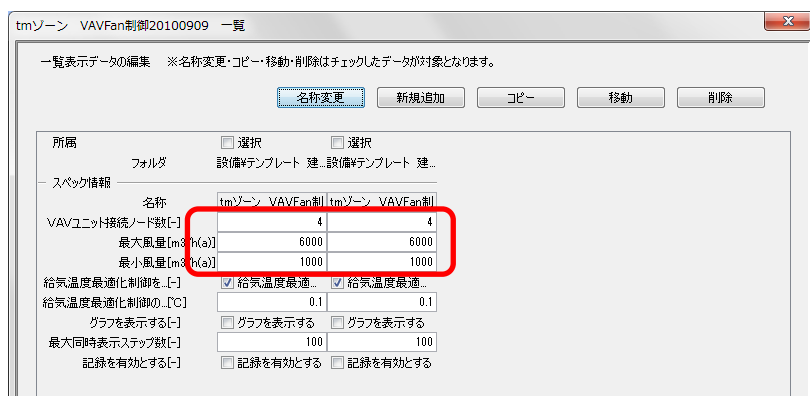 tmゾーン VAVFan制御20100909 一覧
一覧表示データの編集 ※名称変更・コピー・移動・削除はチェックしたデータが対象となります。
名称変更 新規追加 コピー 移動 削除
所属 選択 選択
フォルダ 設備¥テンプレート 建... 設備¥テンプレート 建...
スペック情報
名称 tmゾーン VAVFan制 tmゾーン VAVFan制
VAVユニット接続ノード数[-] 4 4
最大風量[m3/h(a)] 6000 6000
最小風量[m3/h(a)] 1000 1000
給気温度最適化制御を...[-] 給気温度最適... 給気温度最適...
給気温度最適化制御の...[℃] 0.1 0.1
グラフを表示する[-] グラフを表示する グラフを表示する
最大同時表示ステップ数[-] 100 100
記録を有効とする[-] 記録を有効とする 記録を有効とする